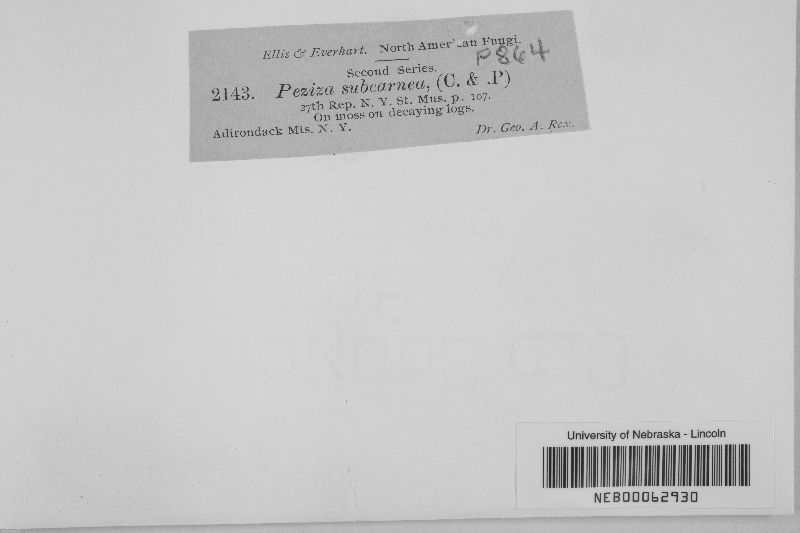 Ellis & Everhart. North American Fungi.
F864
Second Series.
2143. Peziza subcarnea, (C. & .P)
27th Rep. N. Y. St. Mus. p. 107.
On moss on decaying logs.
Adirondack Mts. N. Y. Dr. Geo. A. Rex.
University of Nebraska - Lincoln
NEB00062930